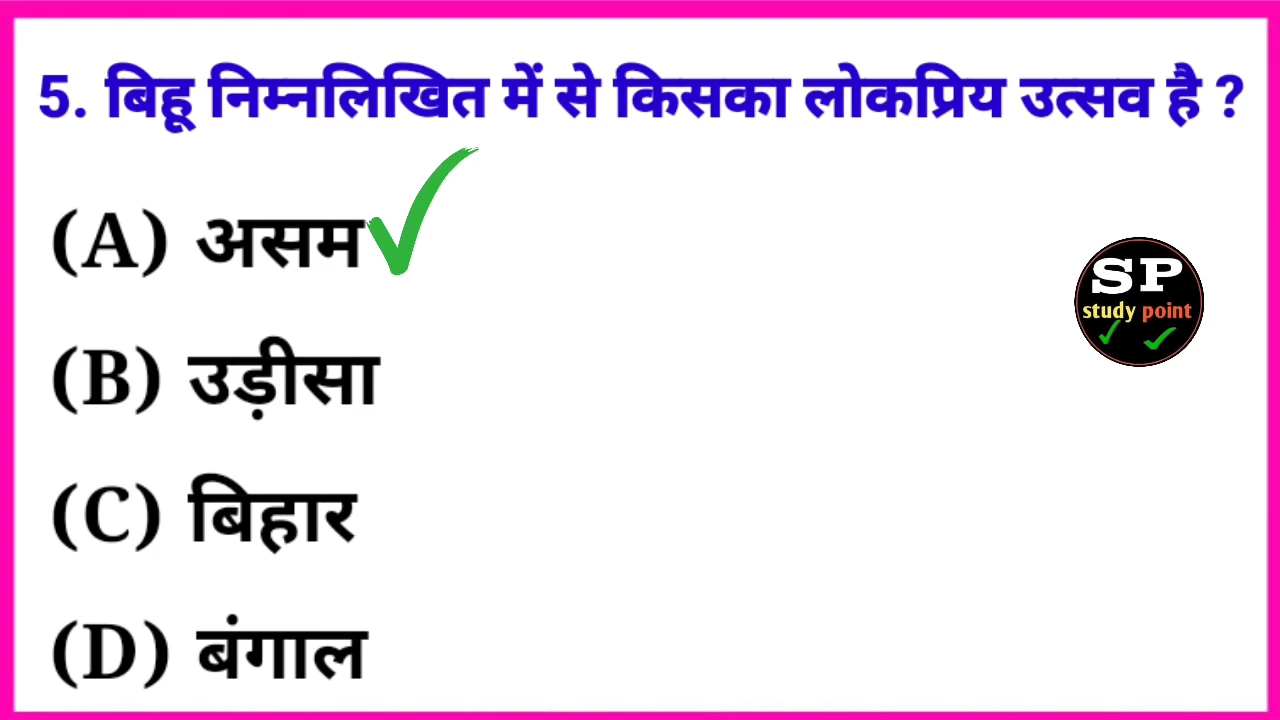 5. बिहू निम्नलिखित में से किसका लोकप्रिय उत्सव है ?
(A) असम
(B) उड़ीसा
(C) बिहार
(D) बंगाल
SP
study point